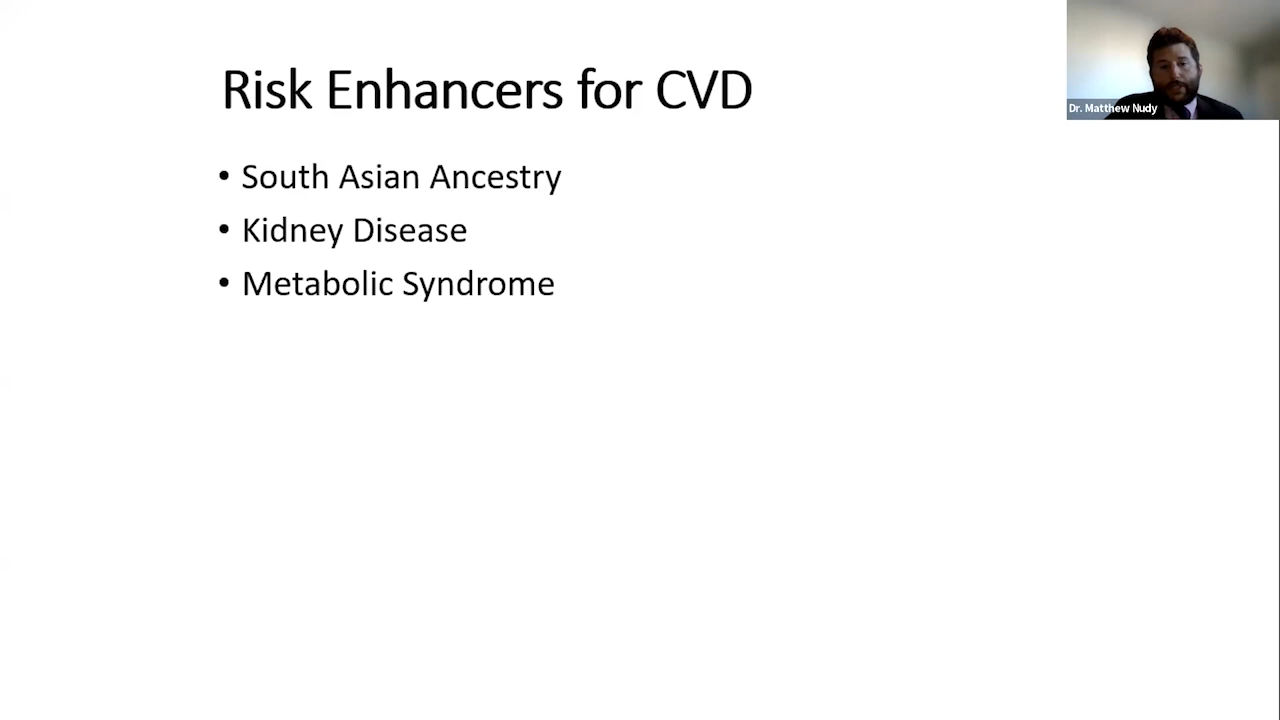 Risk Enhancers for CVD
• South Asian Ancestry
• Kidney Disease
• Metabolic Syndrome
Dr. Matthew Nudy